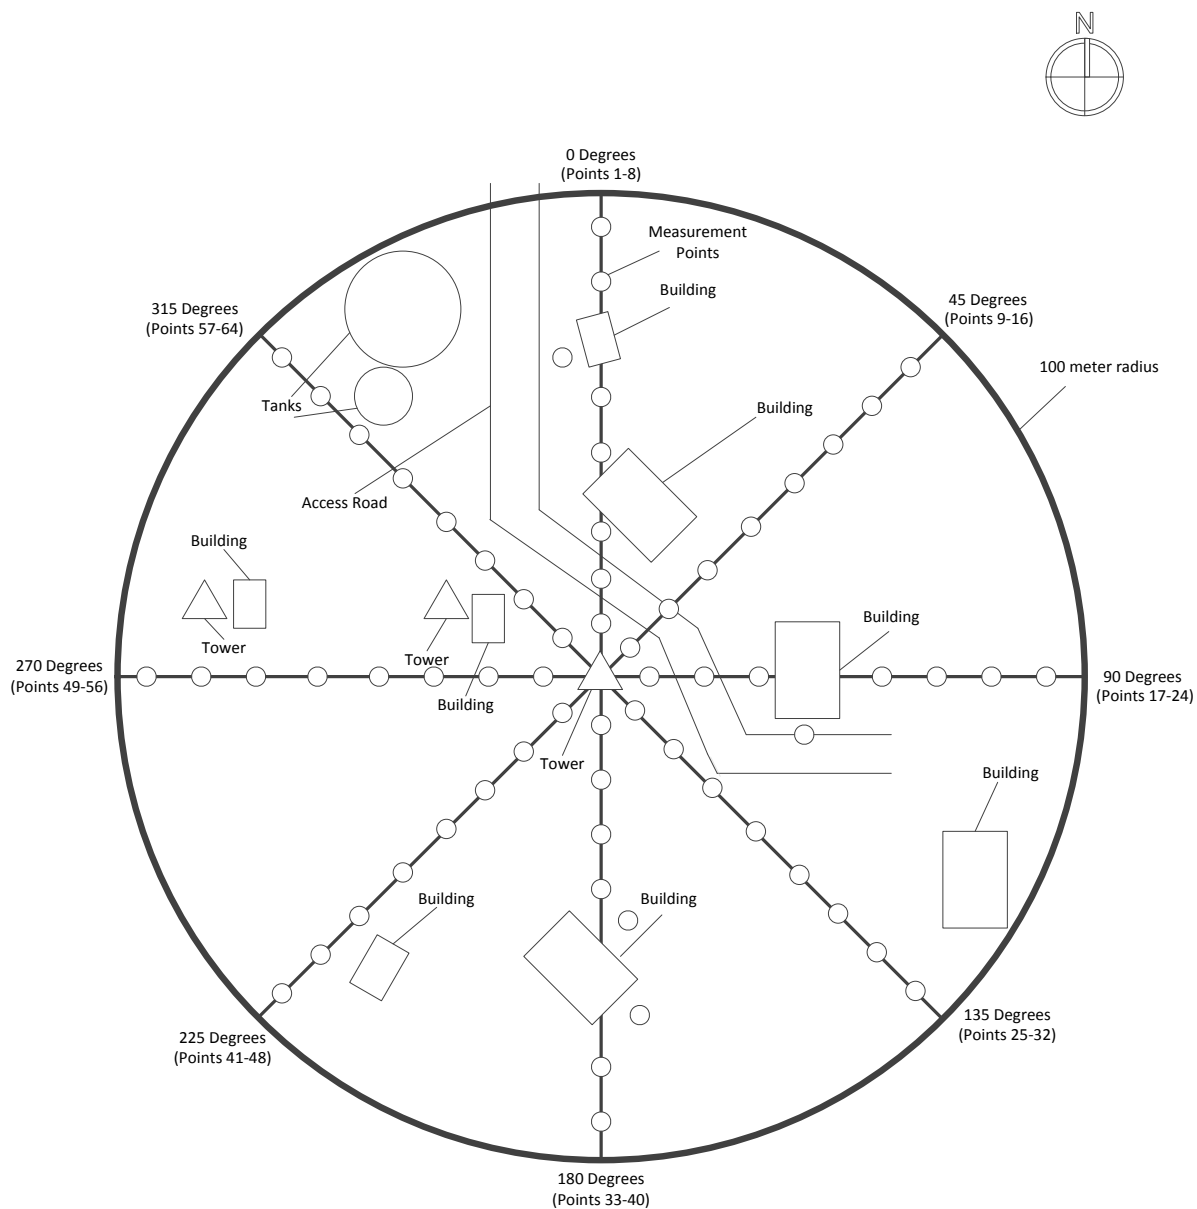 N
0 Degrees
(Points 1-8)
Measurement
Points
Building
315 Degrees
(Points 57-64)
45 Degrees
(Points 9-16)
100 meter radius
Tanks
Building
Access Road
Building
Tower
Tower
Building
Building
270 Degrees
(Points 49-56)
90 Degrees
(Points 17-24)
Tower
Building
Building
Building
225 Degrees
(Points 41-48)
135 Degrees
(Points 25-32)
180 Degrees
(Points 33-40)